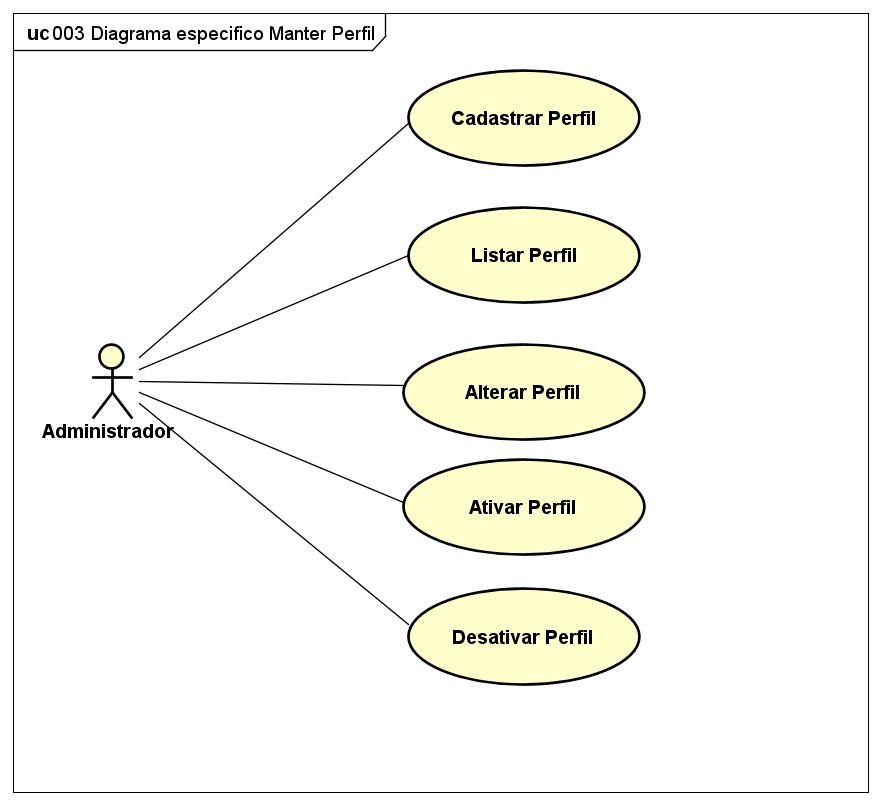 uc 003 Diagrama especifico Manter Perfil
Cadastrar Perfil
Listar Perfil
Alterar Perfil
Administrador
Ativar Perfil
Desativar Perfil